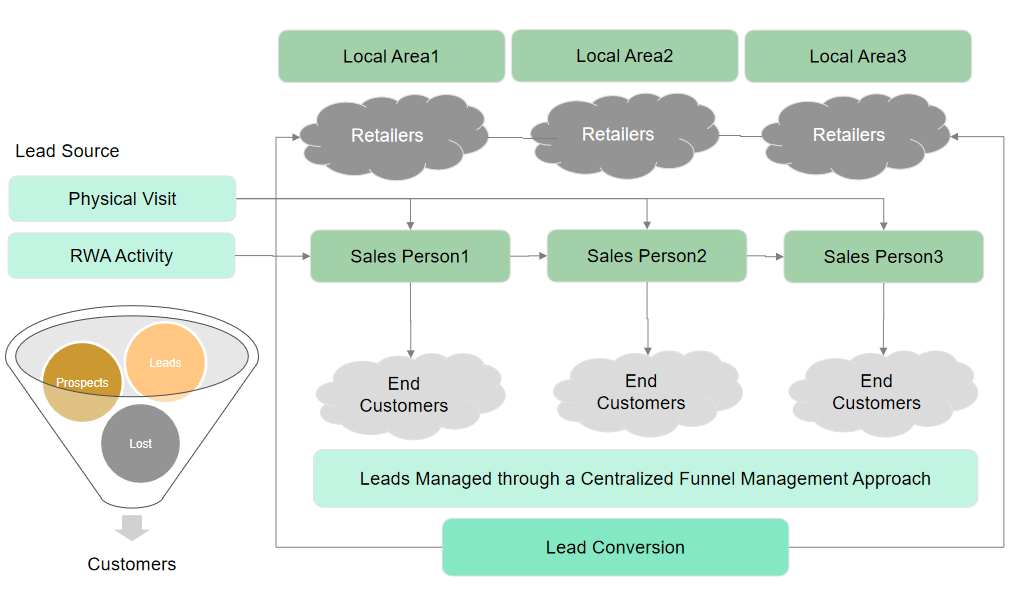 Local Area1
Local Area2
Local Area3
Retailers
Retailers
Retailers
Lead Source
Physical Visit
RWA Activity
Sales Person1
Sales Person2
Sales Person3
Leads
Prospects
Lost
Customers
End
Customers
End
Customers
End
Customers
Leads Managed through a Centralized Funnel Management Approach
Lead Conversion